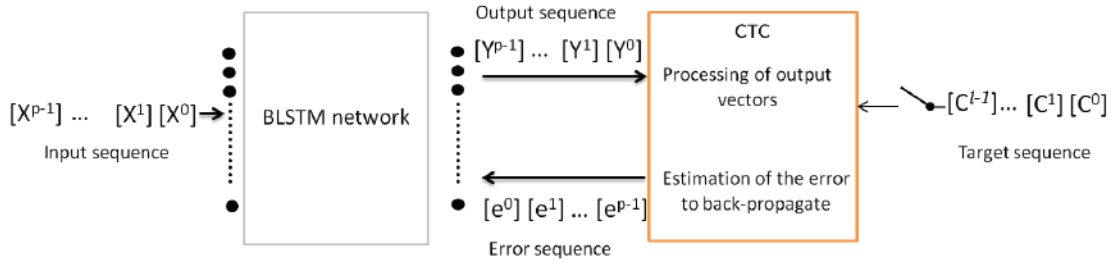 Output sequence
[Y^{p-1}] ... [Y^1] [Y^0]
CTC
Processing of output
vectors
[X^{p-1}] ... [X^1] [X^0]
Input sequence
BLSTM network
[C^{l-1}]... [C^1] [C^0]
Target sequence
Estimation of the error
to back-propagate
[e^0] [e^1] ... [e^{p-1}]
Error sequence